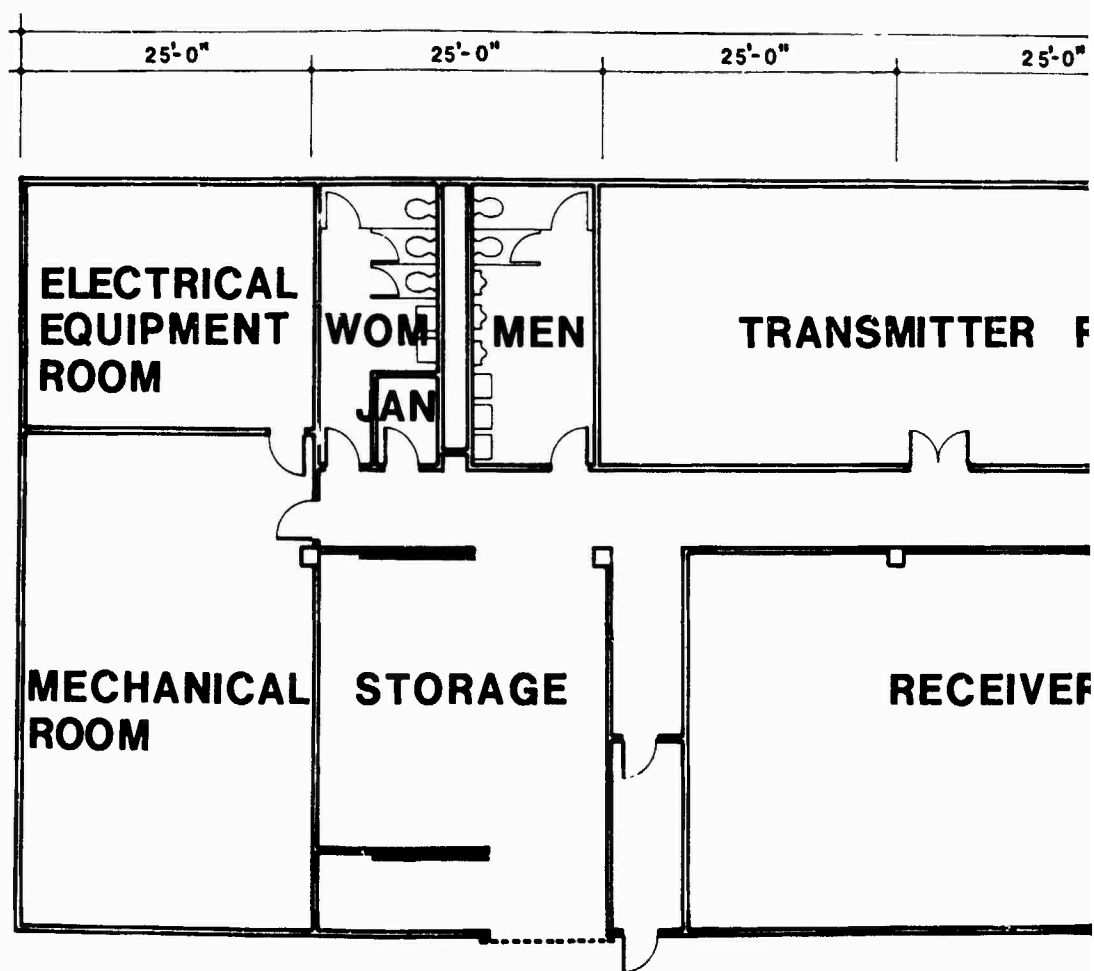 25'-0" 25'-0" 25'-0" 25'-0"
ELECTRICAL
EQUIPMENT
ROOM
WOM
MEN
TRANSMITTER
JAN
MECHANICAL
ROOM
STORAGE
RECEIVER